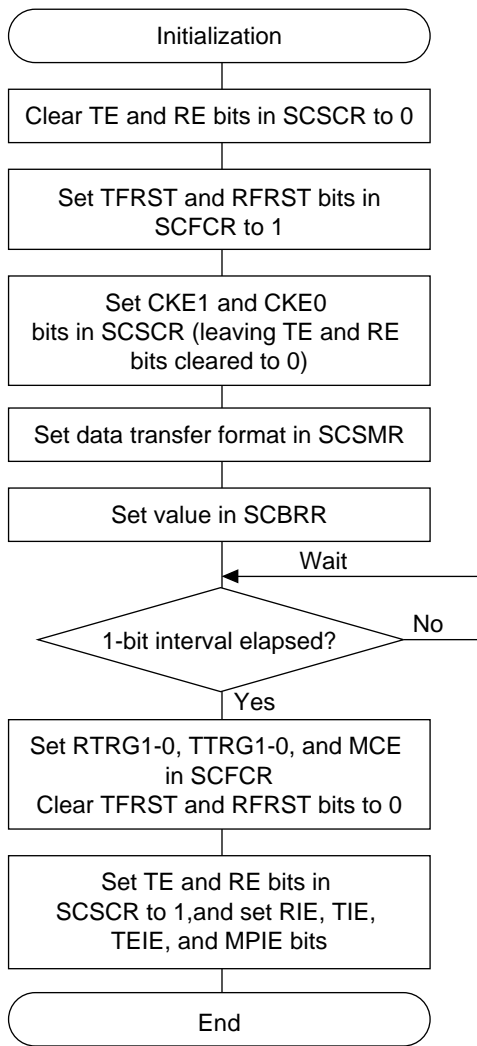 Initialization
Clear TE and RE bits in SCSCR to 0
Set TFRST and RFRST bits in
SCFCR to 1
Set CKE1 and CKE0
bits in SCSCR (leaving TE and RE
bits cleared to 0)
Set data transfer format in SCSMR
Set value in SCBRR
Wait
1-bit interval elapsed?
No
Yes
Set RTRG1-0, TTRG1-0, and MCE
in SCFCR
Clear TFRST and RFRST bits to 0
Set TE and RE bits in
SCSCR to 1,and set RIE, TIE,
TEIE, and MPIE bits
End